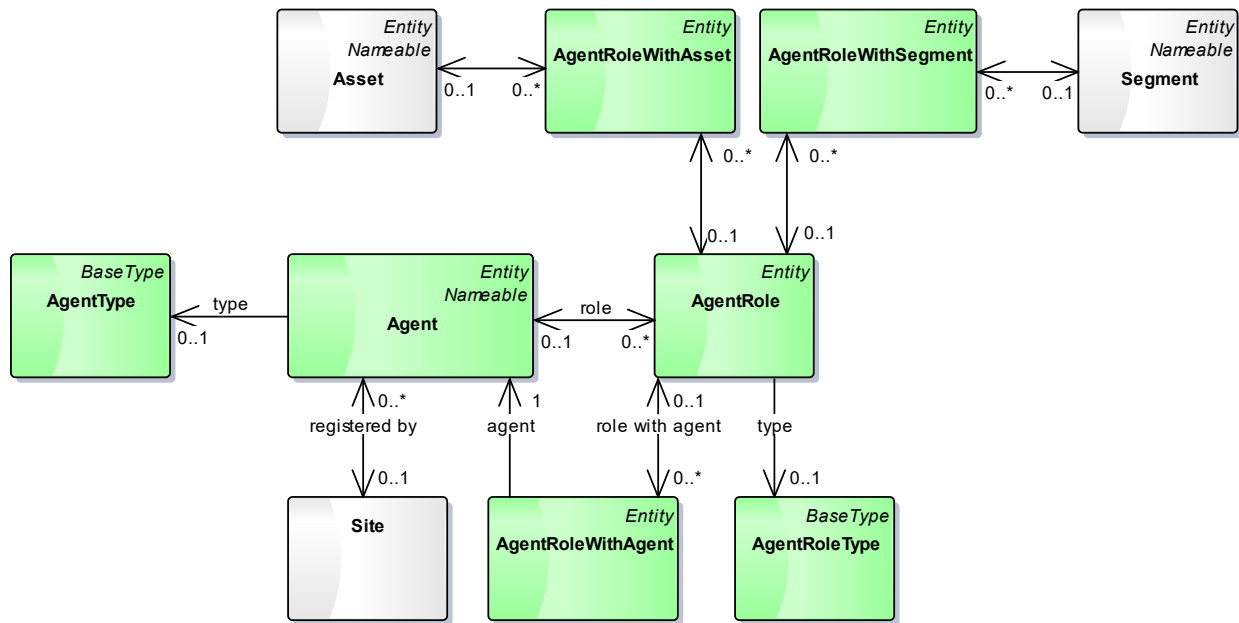 Entity
Nameable
Asset
0..1
0..*
Entity
AgentRoleWithAsset
Entity
AgentRoleWithSegment
0..*
0..1
Entity
Nameable
Segment
0..*
0..*
0..1
0..1
BaseType
AgentType
type
0..1
Entity
Nameable
Agent
role
0..1
0..*
Entity
AgentRole
0..*
registered by
0..1
1
agent
0..1
role with agent
0..*
type
0..1
Site
Entity
AgentRoleWithAgent
BaseType
AgentRoleType